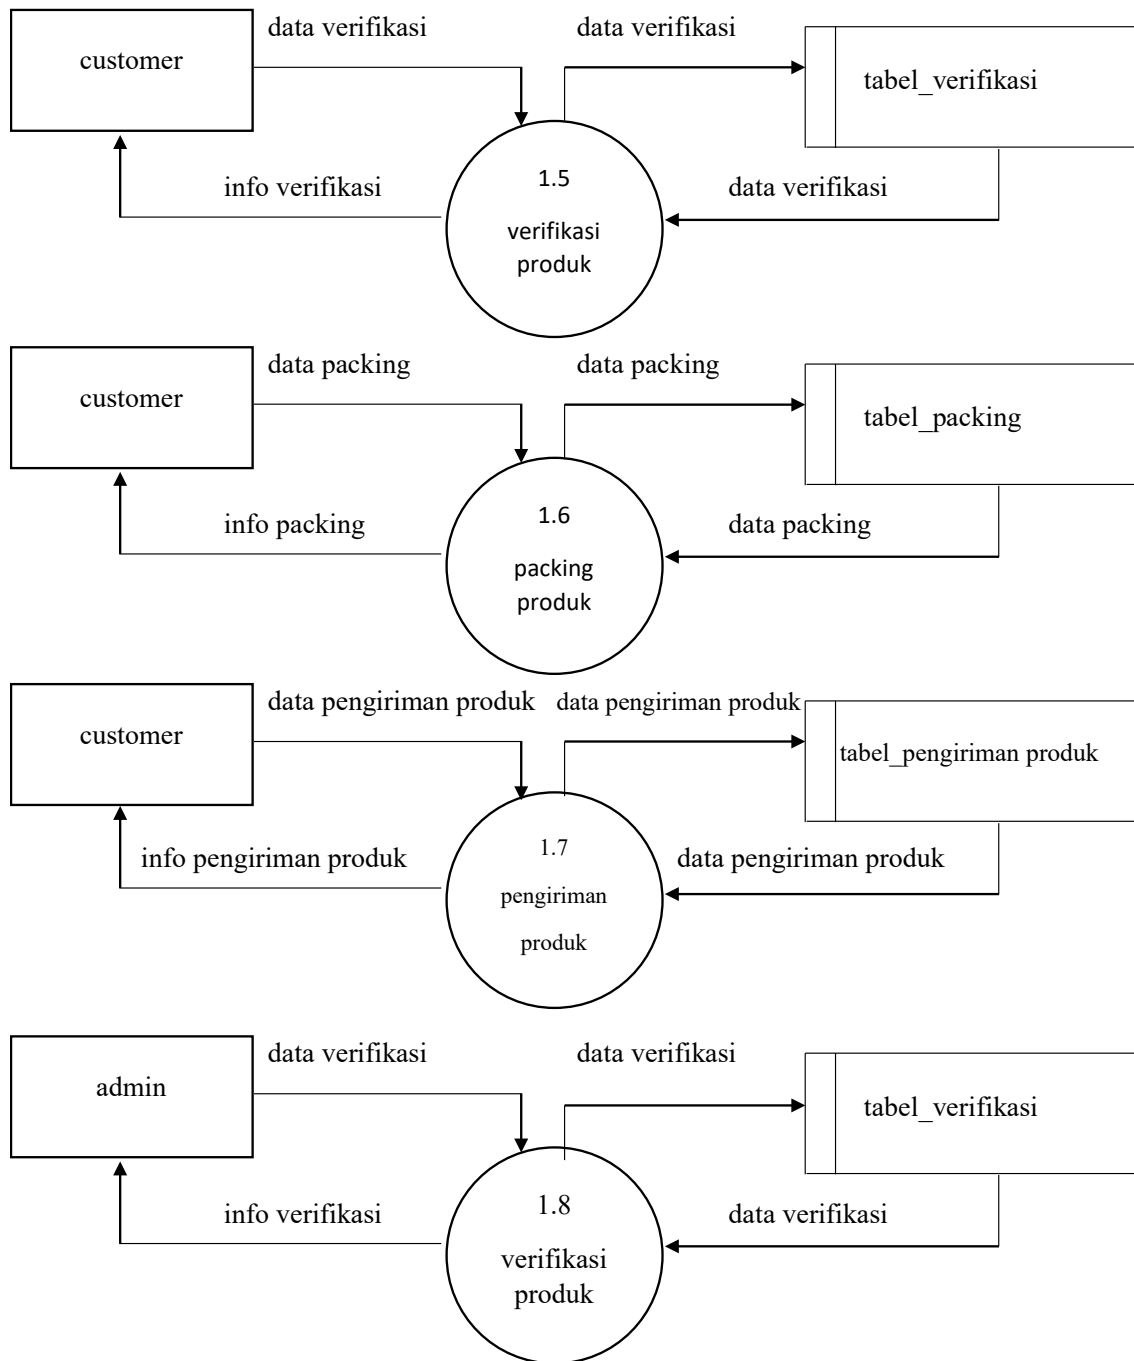 data verifikasi
data verifikasi
customer
tabel_verifikasi
info verifikasi
1.5
data verifikasi
verifikasi
produk
data packing
data packing
customer
tabel_packing
info packing
1.6
data packing
packing
produk
data pengiriman produk
data pengiriman produk
customer
tabel_pengiriman produk
info pengiriman produk
1.7
data pengiriman produk
pengiriman
produk
data verifikasi
data verifikasi
admin
tabel_verifikasi
info verifikasi
1.8
data verifikasi
verifikasi
produk